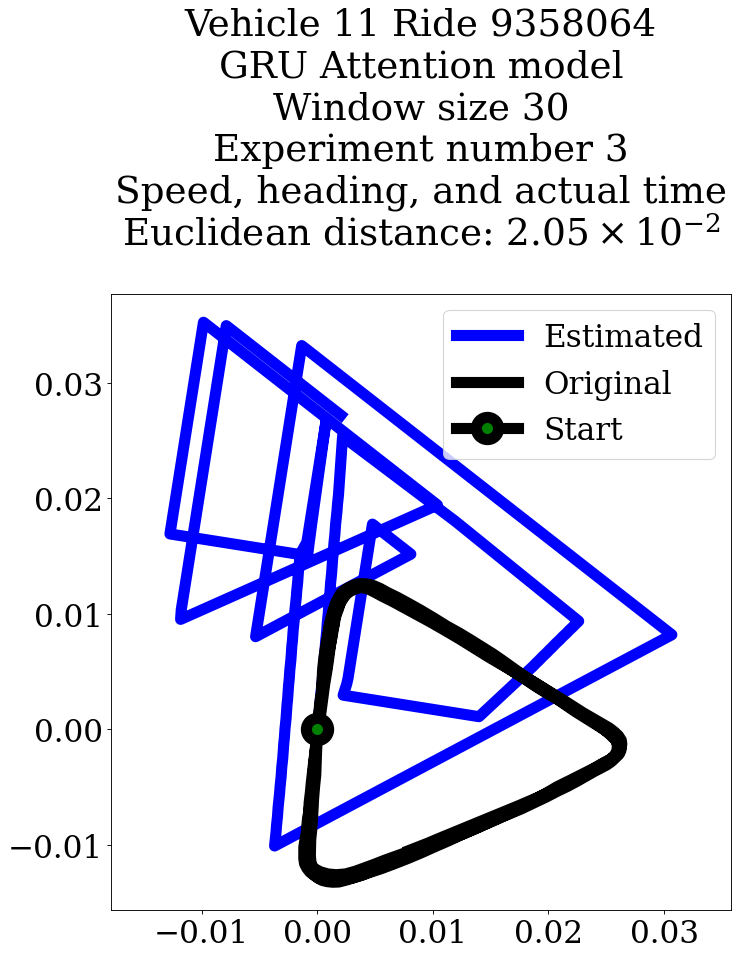 Vehicle 11 Ride 9358064
GRU Attention model
Window size 30
Experiment number 3
Speed, heading, and actual time
Euclidean distance: 2.05 × 10⁻²
Estimated
Original
Start
0.03
0.02
0.01
0.00
−0.01
−0.01 0.00 0.01 0.02 0.03